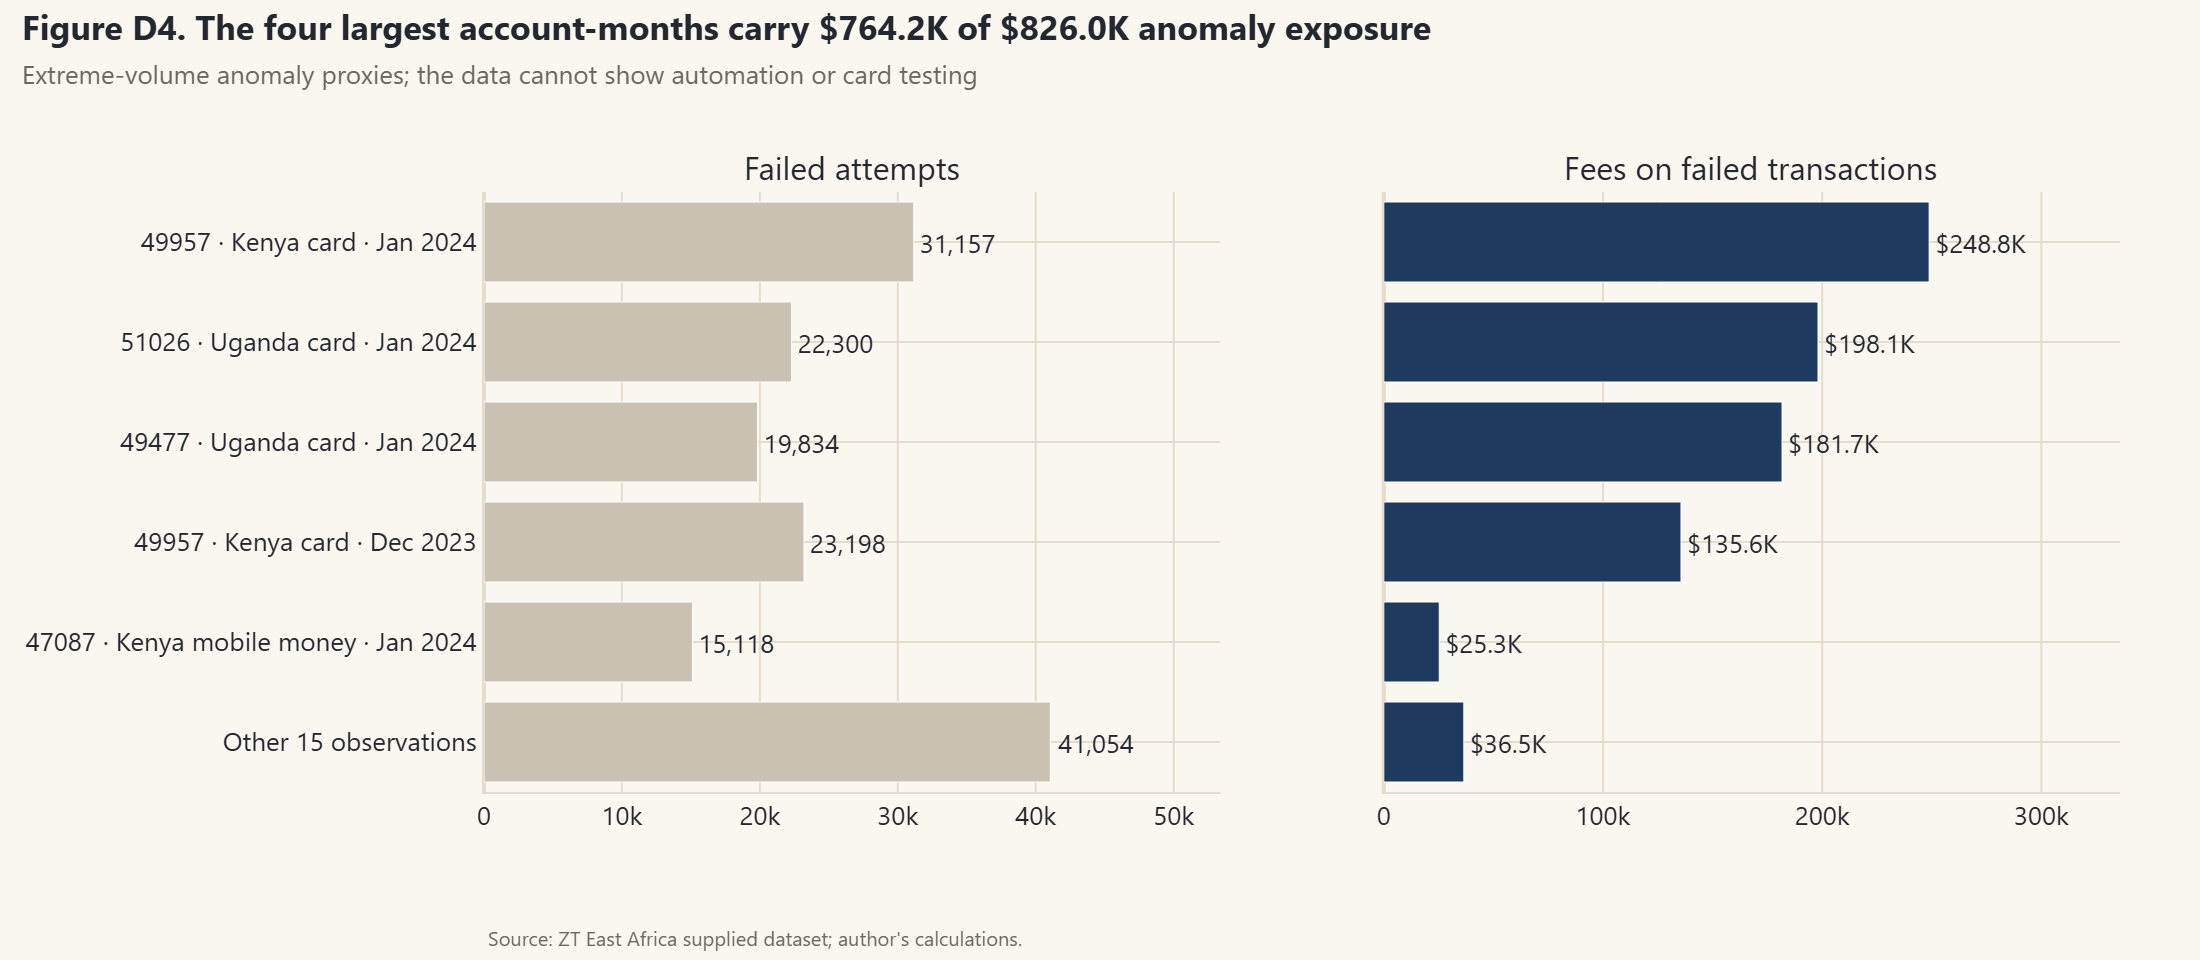 Figure D4. The four largest account-months carry $764.2K of $826.0K anomaly exposure
Extreme-volume anomaly proxies; the data cannot show automation or card testing
Failed attempts
49957 · Kenya card · Jan 2024
31,157
51026 · Uganda card · Jan 2024
22,300
49477 · Uganda card · Jan 2024
19,834
49957 · Kenya card · Dec 2023
23,198
47087 · Kenya mobile money · Jan 2024
15,118
Other 15 observations
41,054
0 10k 20k 30k 40k 50k
Fees on failed transactions
$248.8K
$198.1K
$181.7K
$135.6K
$25.3K
$36.5K
0 100k 200k 300k
Source: ZT East Africa supplied dataset; author's calculations.